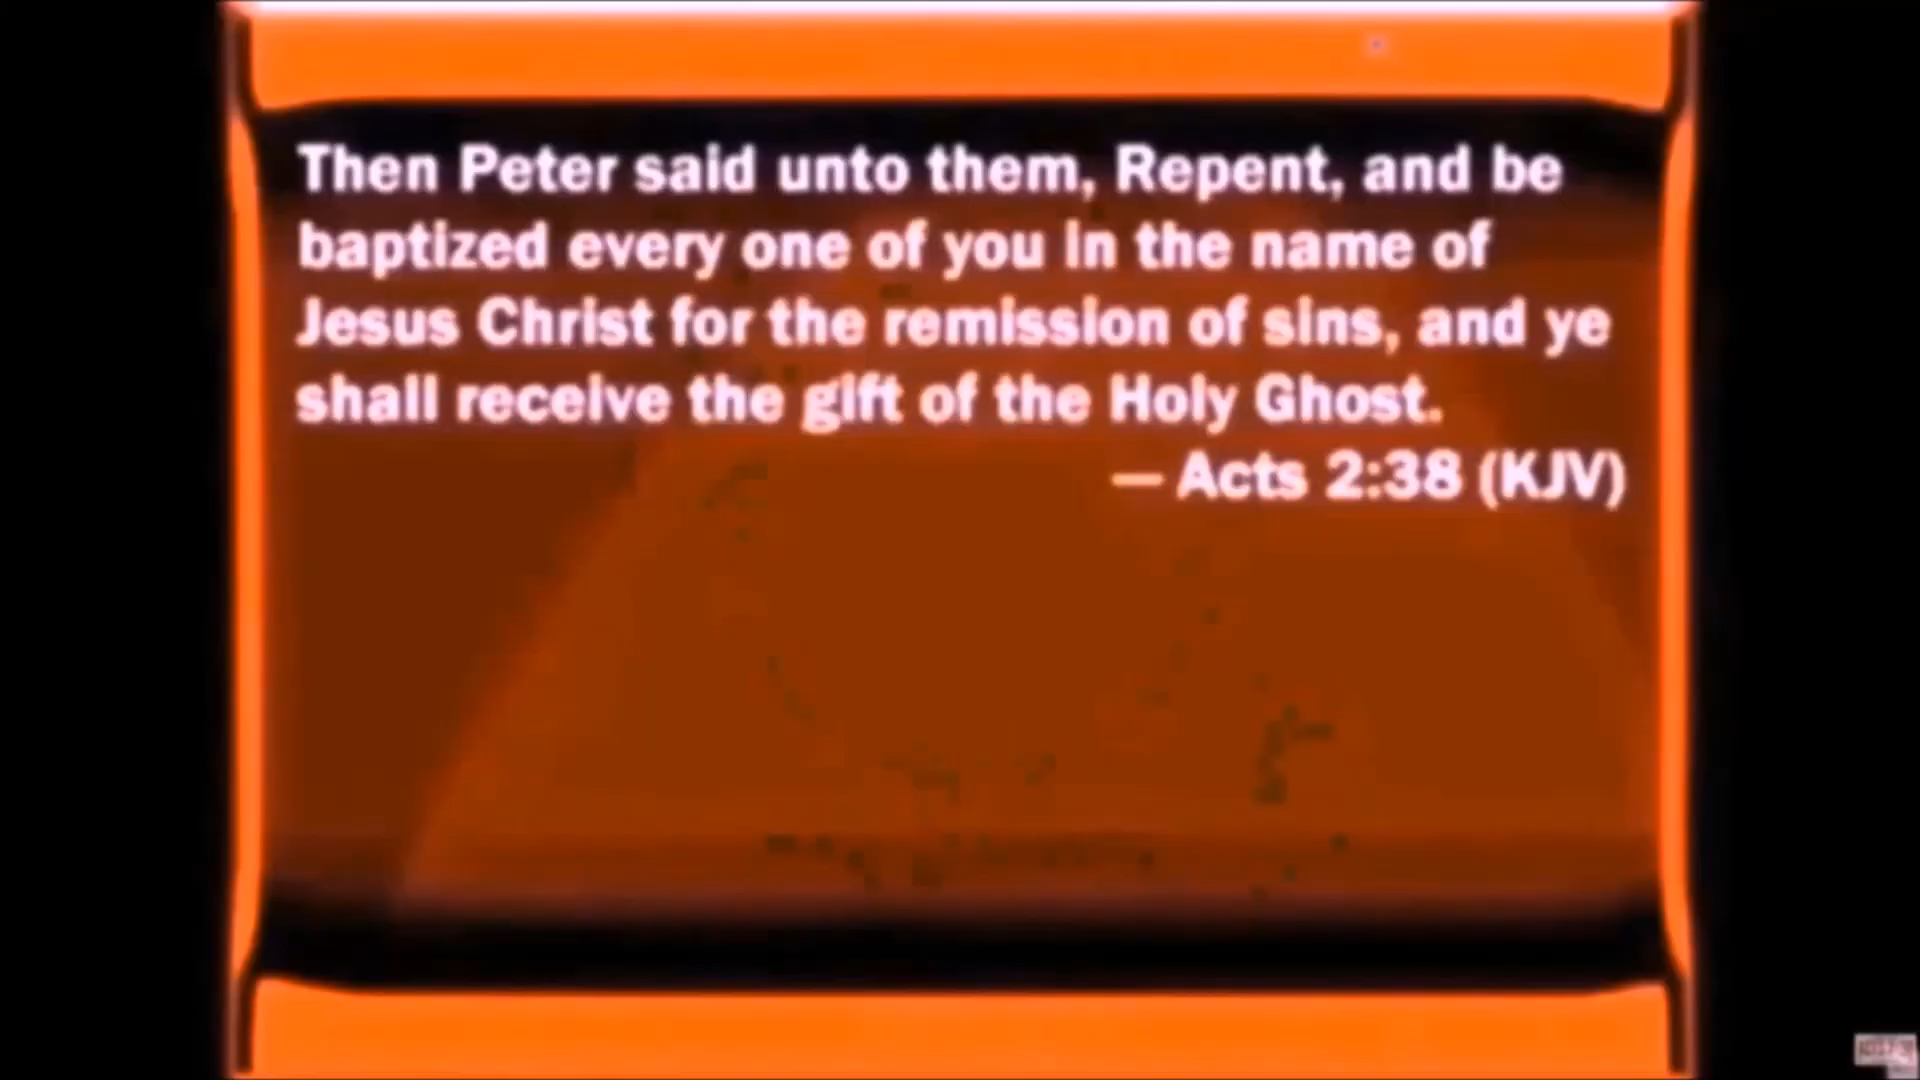 Then Peter said unto them, Repent, and be
baptized every one of you in the name of
Jesus Christ for the remission of sins, and ye
shall receive the gift of the Holy Ghost.
— Acts 2:38 (KJV)